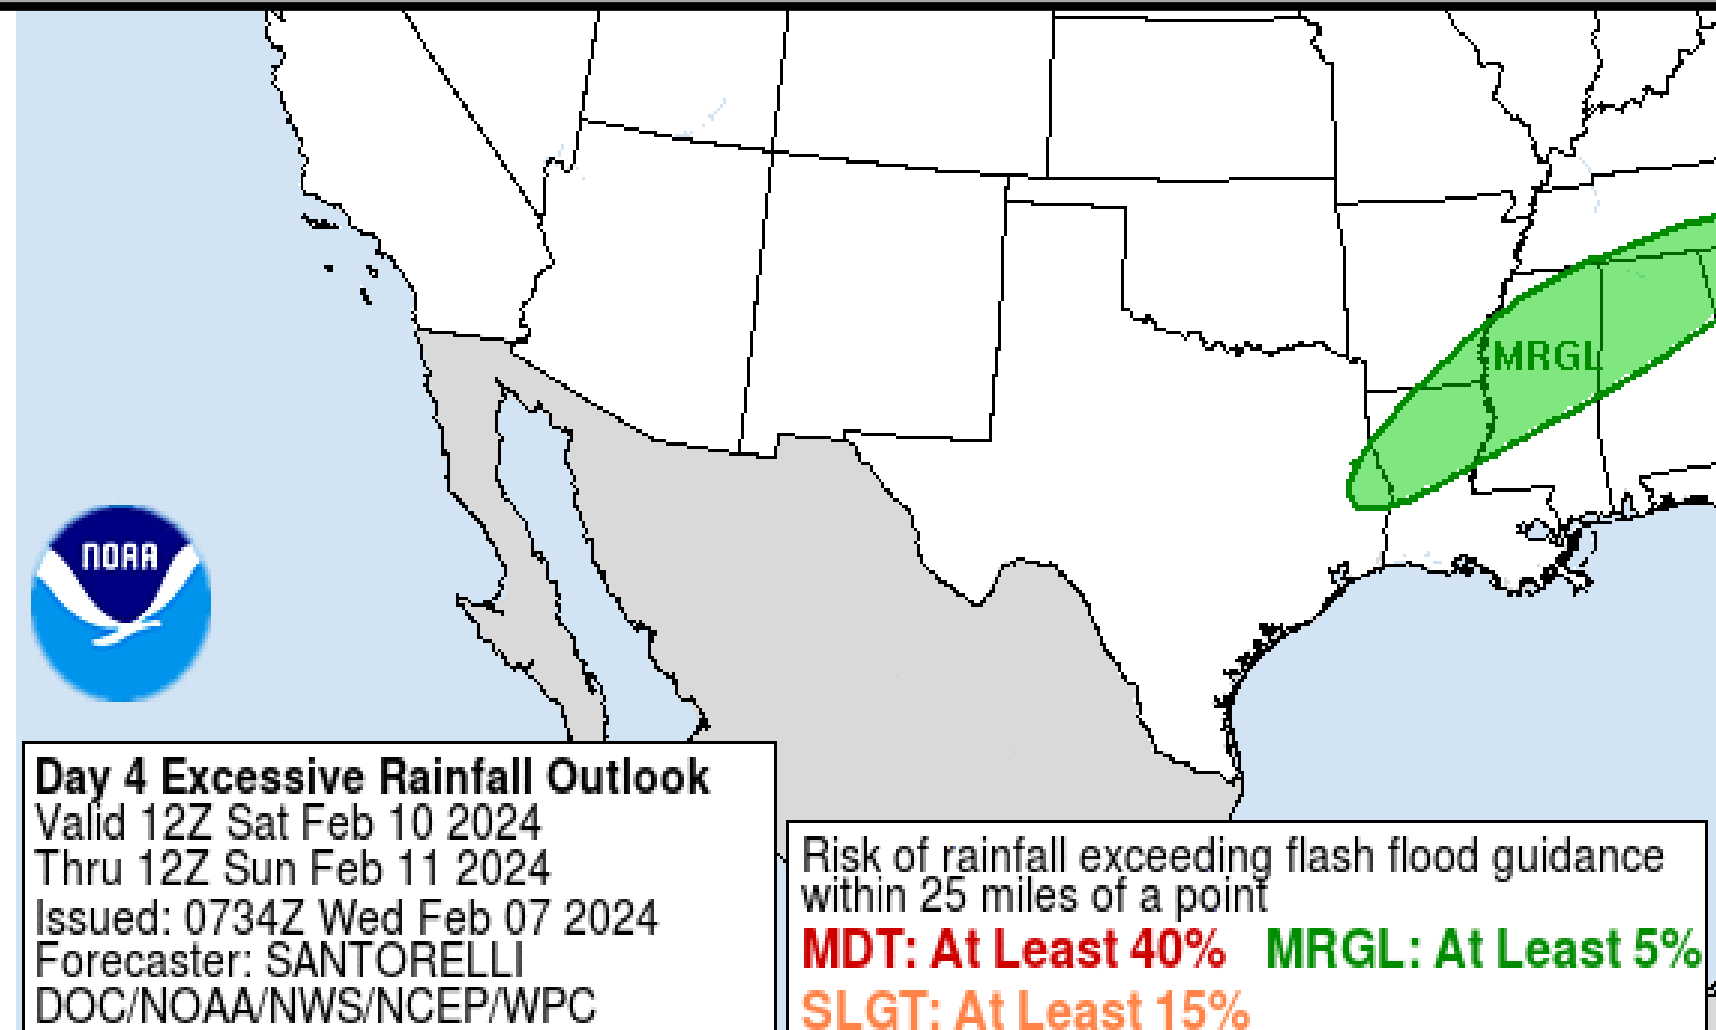 MRGL
NOAA
Day 4 Excessive Rainfall Outlook
Valid 12Z Sat Feb 10 2024
Thru 12Z Sun Feb 11 2024
Issued: 0734Z Wed Feb 07 2024
Forecaster: SANTORELLI
DOC/NOAA/NWS/NCEP/WPC
Risk of rainfall exceeding flash flood guidance
within 25 miles of a point
MDT: At Least 40% MRGL: At Least 5%
SLGT: At Least 15%